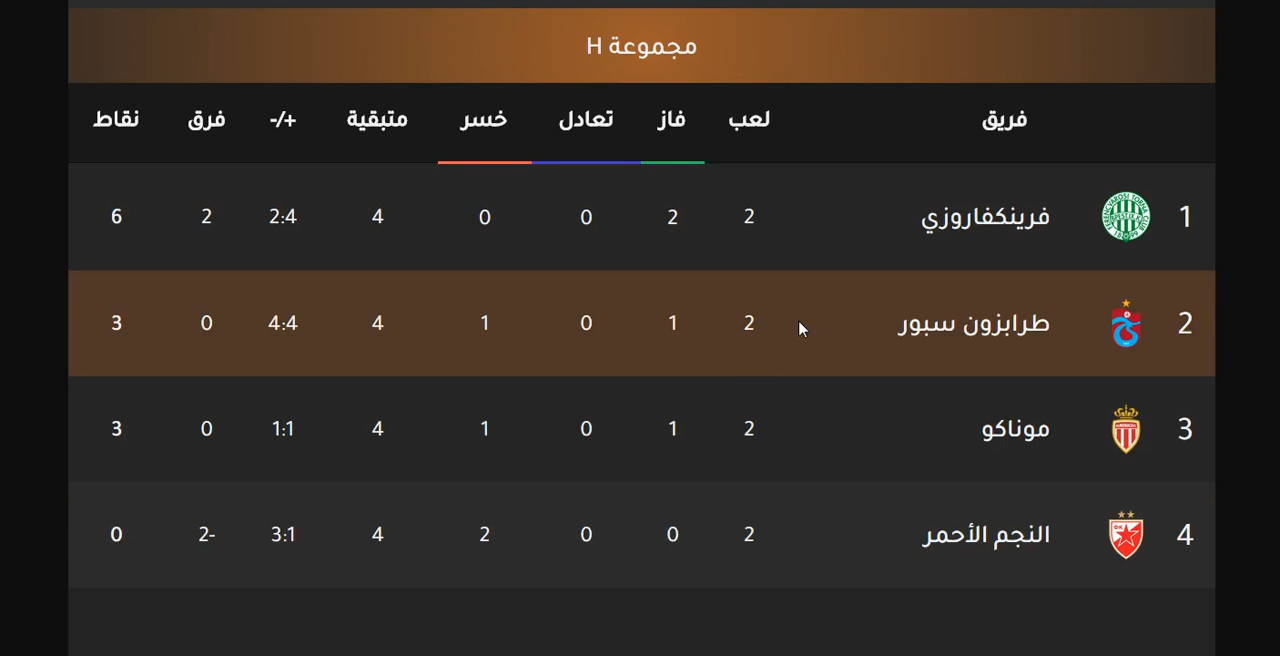 مجموعة H
فريق لعب فاز تعادل خسر متبقية +/- فرق نقاط
1 فرينكفاروزي 2 2 0 0 4 2:4 2 6
2 طرابزون سبور 2 1 0 1 4 4:4 0 3
3 موناكو 2 1 0 1 4 1:1 0 3
4 النجم الأحمر 2 0 0 2 4 3:1 2- 0